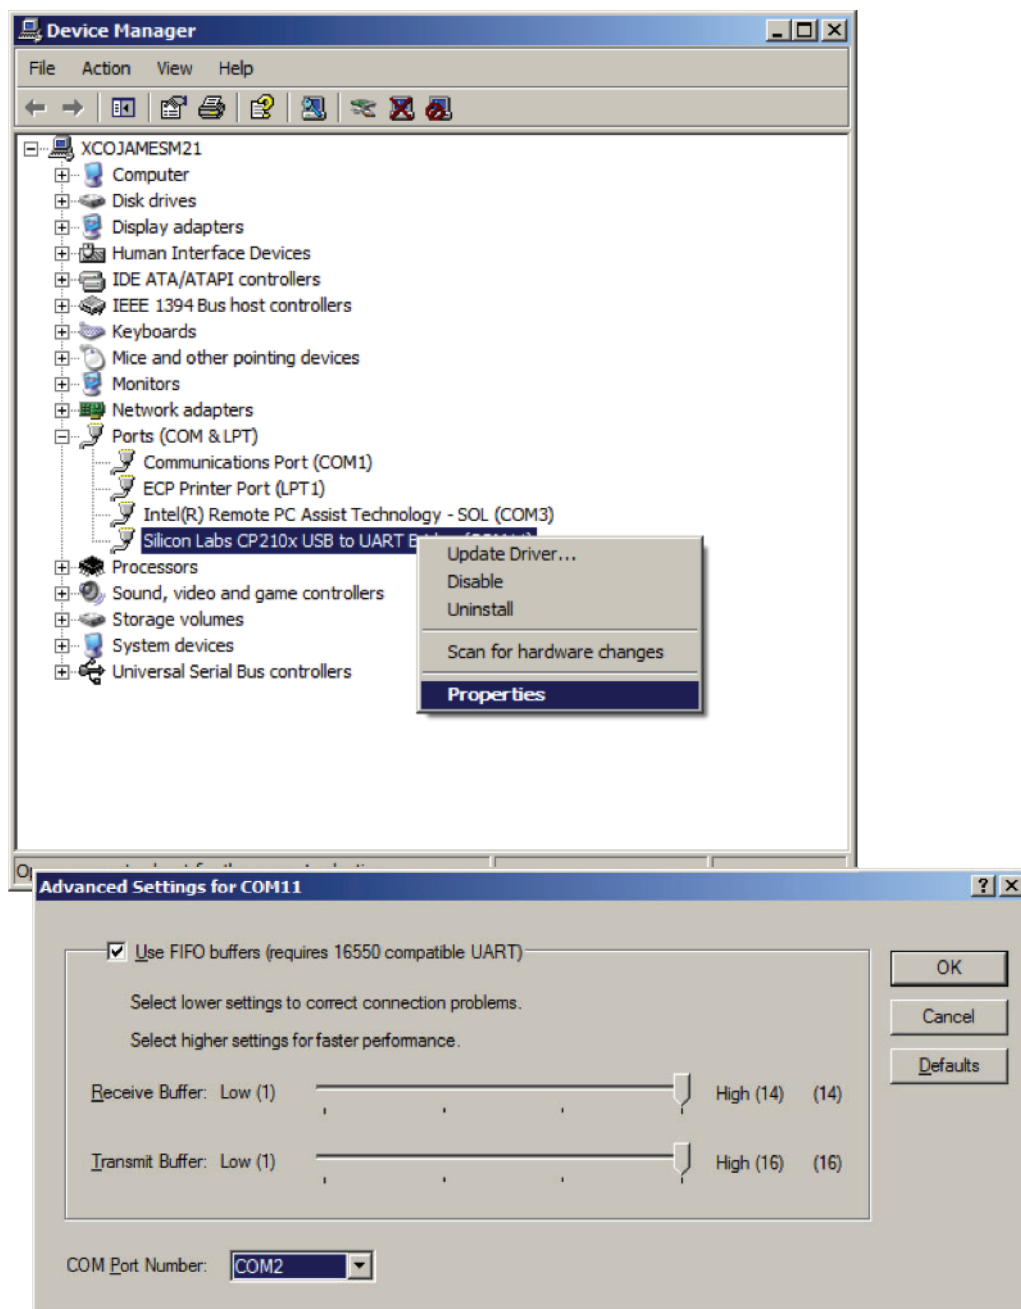 Device Manager
File Action View Help
XCOJAMESM21
Computer
Disk drives
Display adapters
Human Interface Devices
IDE ATA/ATAPI controllers
IEEE 1394 Bus host controllers
Keyboards
Mice and other pointing devices
Monitors
Network adapters
Ports (COM & LPT)
Communications Port (COM1)
ECP Printer Port (LPT1)
Intel(R) Remote PC Assist Technology - SOL (COM3)
Silicon Labs CP210x USB to UART
Processors
Sound, video and game controllers
Storage volumes
System devices
Universal Serial Bus controllers
Update Driver...
Disable
Uninstall
Scan for hardware changes
Properties
Advanced Settings for COM11
Use FIFO buffers (requires 16550 compatible UART)
Select lower settings to correct connection problems.
Select higher settings for faster performance.
Receive Buffer: Low (1) High (14) (14)
Transmit Buffer: Low (1) High (16) (16)
COM Port Number: COM2
OK
Cancel
Defaults